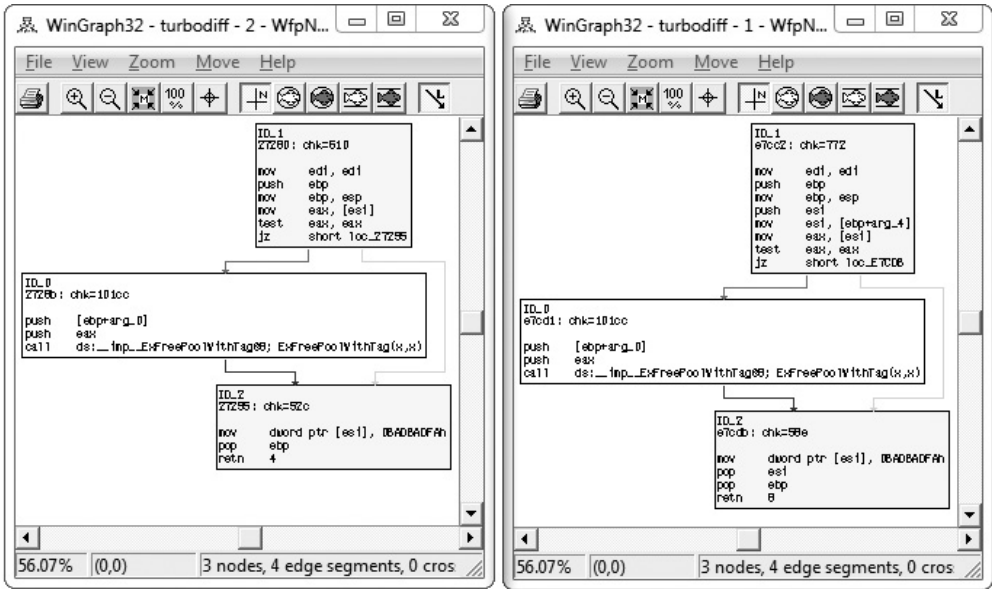 WinGraph32 - turbodiff - 2 - WfpN...
File View Zoom Move Help
100 %
N
ID_1
27280: chk=610
mov edi, edi
push ebp
mov ebp, esp
mov eax, [esi]
test eax, eax
jz short loc_27295
ID_0
2728b: chk=101cc
push [ebp+arg_0]
push eax
call ds:__imp__ExFreePoolWithTag@8; ExFreePoolWithTag(x,x)
ID_2
27295: chk=52c
mov dword ptr [esi], 0BADBADFAh
pop ebp
retn 4
56.07% (0,0) 3 nodes, 4 edge segments, 0 cros
WinGraph32 - turbodiff - 1 - WfpN...
File View Zoom Move Help
100 %
N
ID_1
e7cc2: chk=772
mov edi, edi
push ebp
mov ebp, esp
push esi
mov esi, [ebp+arg_4]
mov eax, [esi]
test eax, eax
jz short loc_E7CDB
ID_0
e7cd1: chk=101cc
push [ebp+arg_0]
push eax
call ds:__imp__ExFreePoolWithTag@8; ExFreePoolWithTag(x,x)
ID_2
e7cdb: chk=58e
mov dword ptr [esi], 0BADBADFAh
pop esi
pop ebp
retn 8
56.07% (0,0) 3 nodes, 4 edge segments, 0 cros